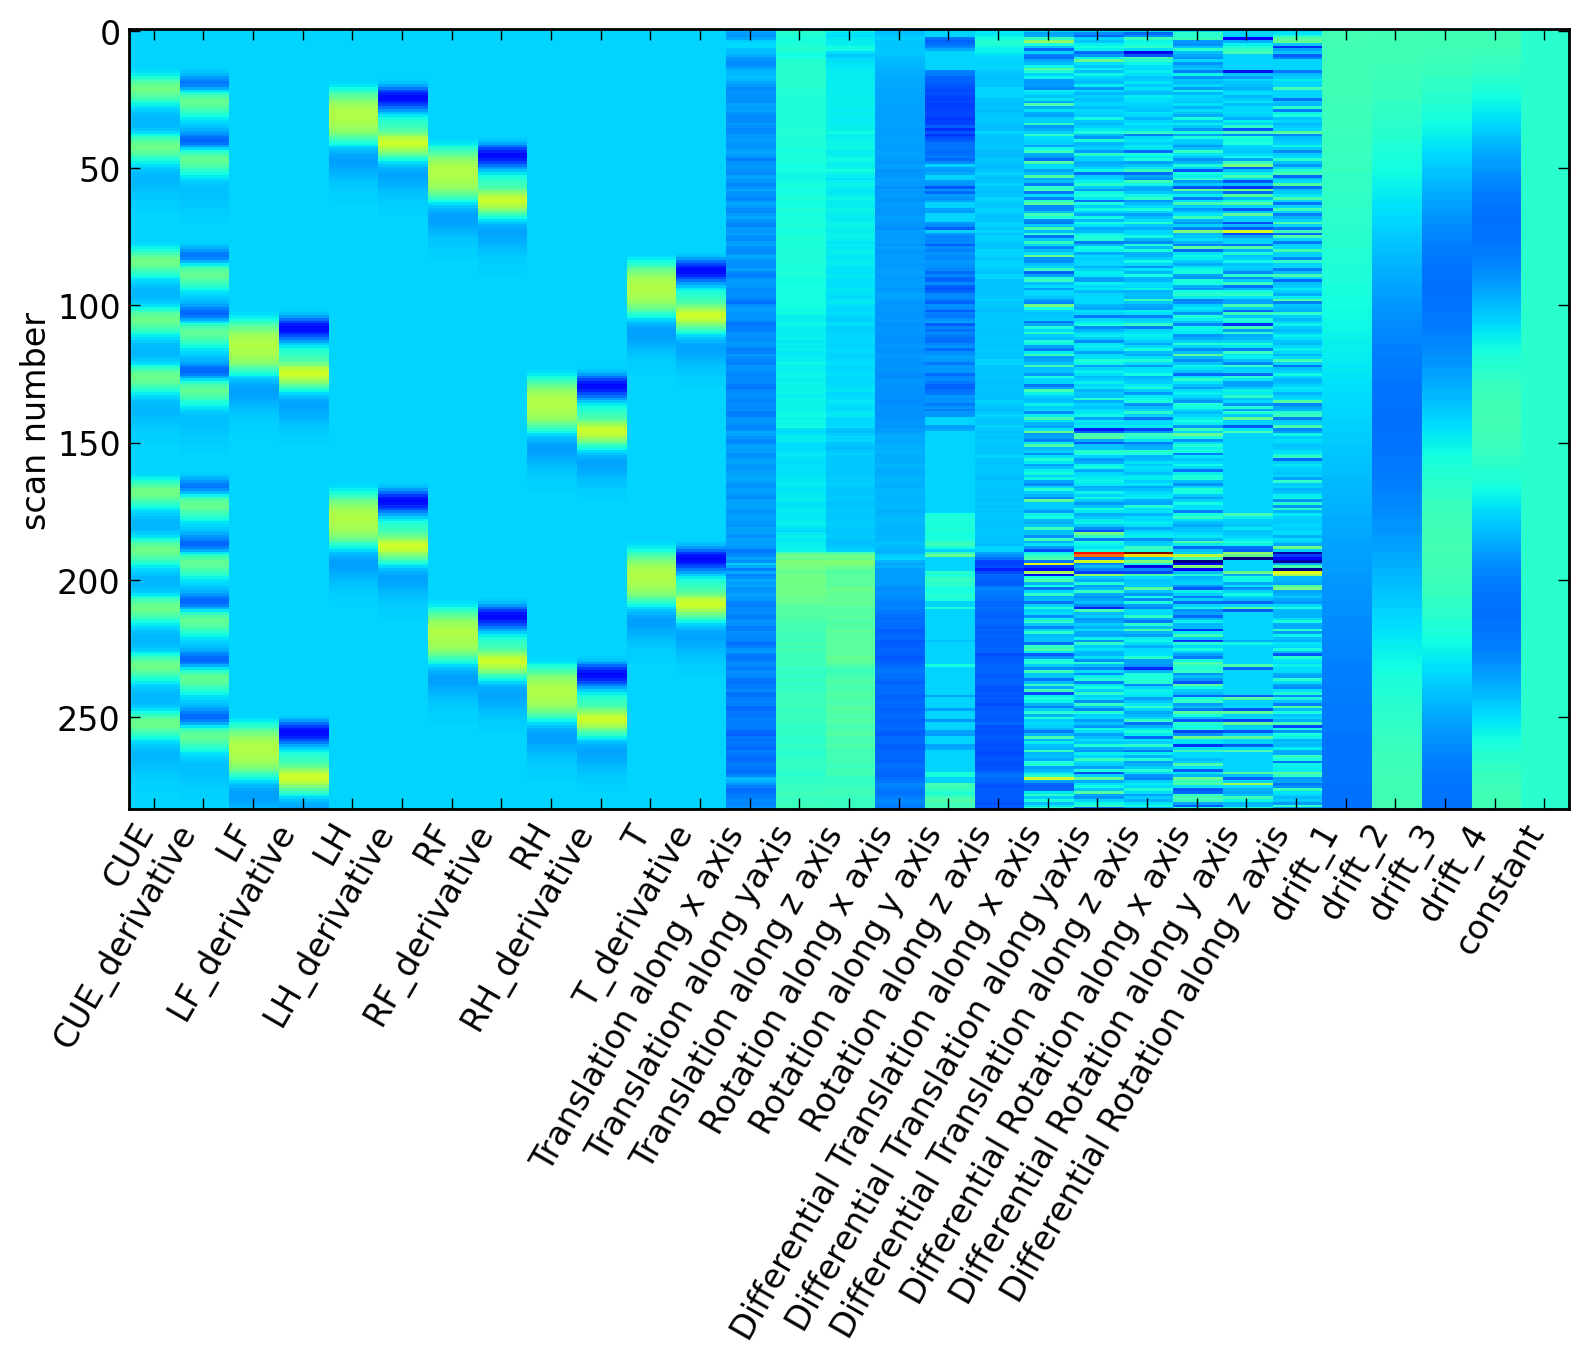 0
50
100
150
200
250
scan number
CUE
CUE_derivative
LF
LF_derivative
LH
LH_derivative
RF
RF_derivative
RH
RH_derivative
T
T_derivative
Translation along x axis
Translation along yaxis
Translation along z axis
Rotation along x axis
Rotation along y axis
Rotation along z axis
Differential Translation along x axis
Differential Translation along yaxis
Differential Translation along z axis
Differential Rotation along x axis
Differential Rotation along y axis
Differential Rotation along z axis
drift_1
drift_2
drift_3
drift_4
constant